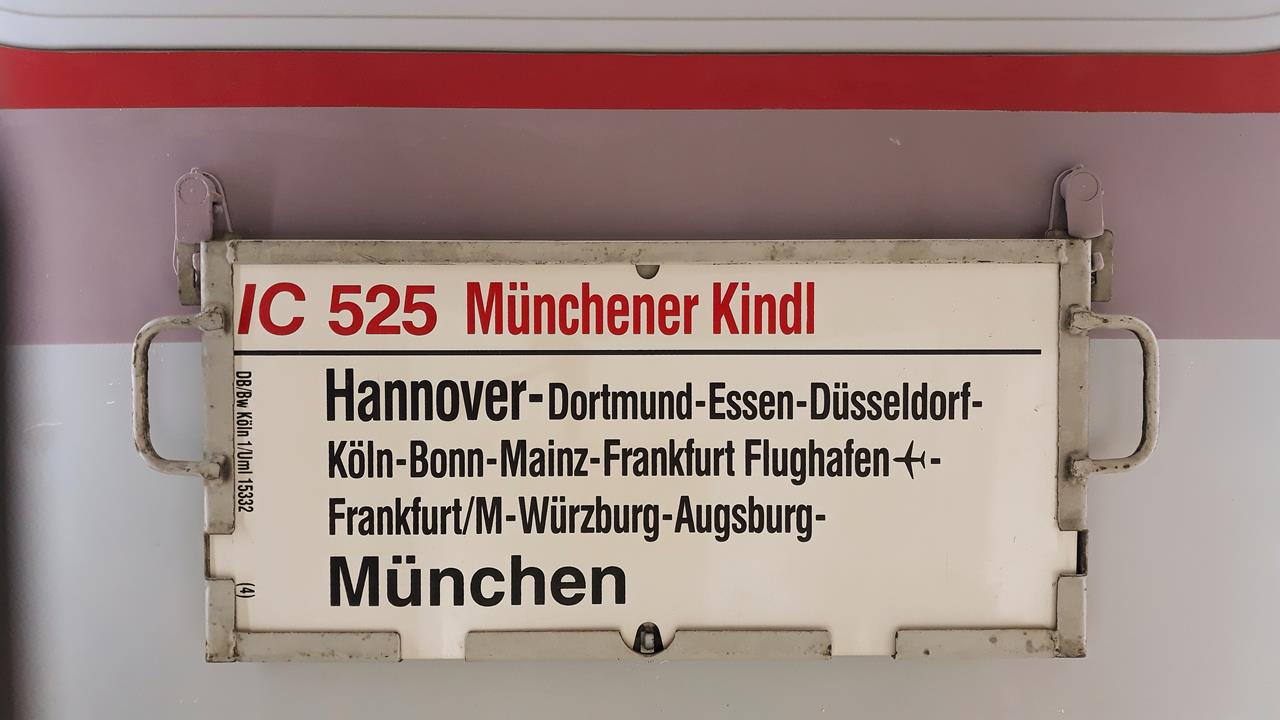 IC 525 Münchener Kindl
Hannover-Dortmund-Essen-Düsseldorf-
Köln-Bonn-Mainz-Frankfurt Flughafen✈-
Frankfurt/M-Würzburg-Augsburg-
München
DB/Bw Köln 1/Uml 15332
(4)